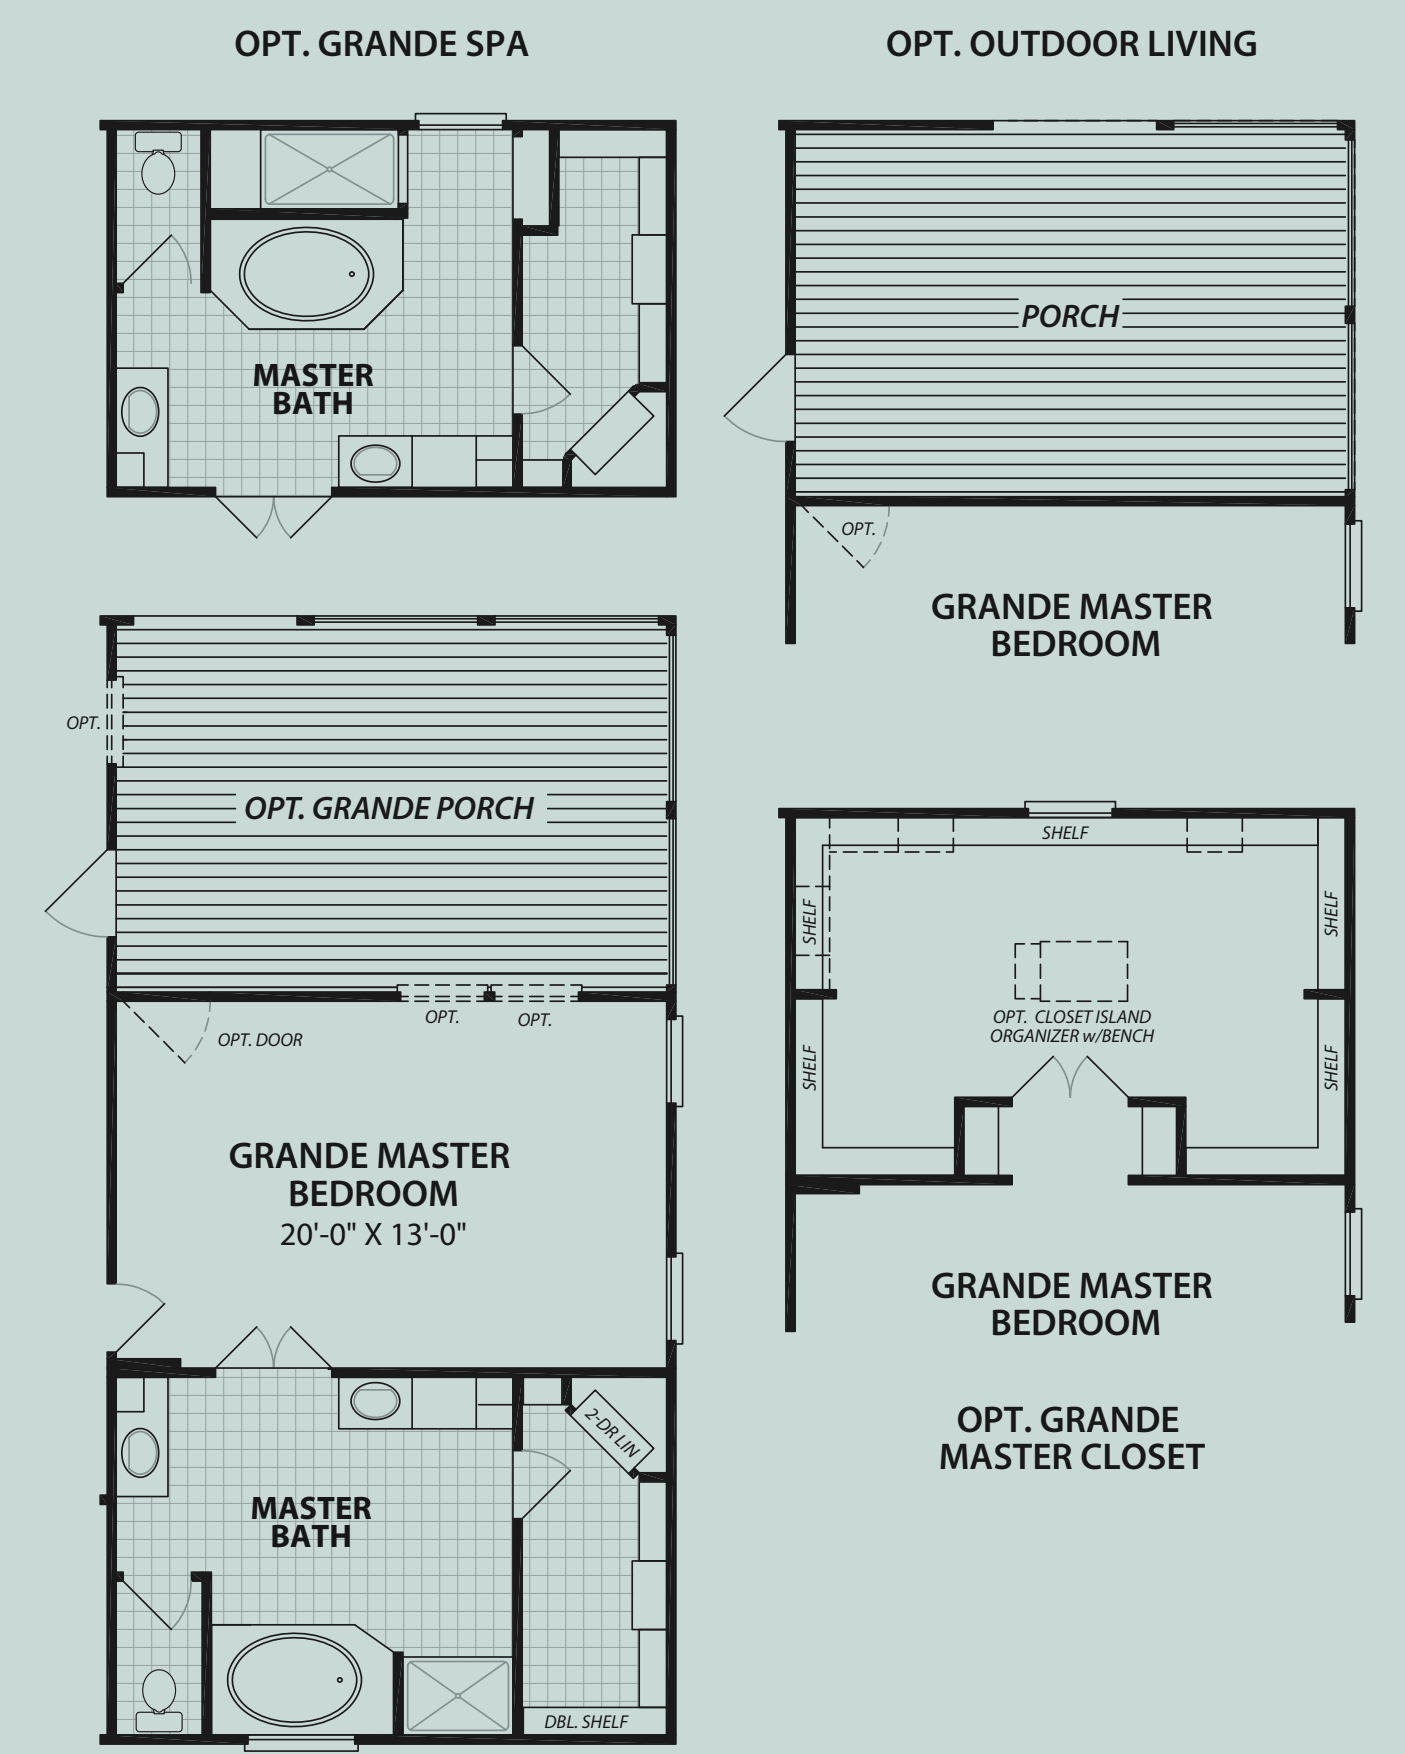 OPT. GRANDE SPA
MASTER
BATH
OPT. OUTDOOR LIVING
PORCH
OPT.
GRANDE MASTER
BEDROOM
OPT.
OPT. GRANDE PORCH
OPT.
OPT.
OPT. DOOR
GRANDE MASTER
BEDROOM
20'-0" X 13'-0"
2-DR LIN
MASTER
BATH
DBL. SHELF
SHELF
SHELF
SHELF
OPT. CLOSET ISLAND
ORGANIZER w/BENCH
SHELF
SHELF
GRANDE MASTER
BEDROOM
OPT. GRANDE
MASTER CLOSET